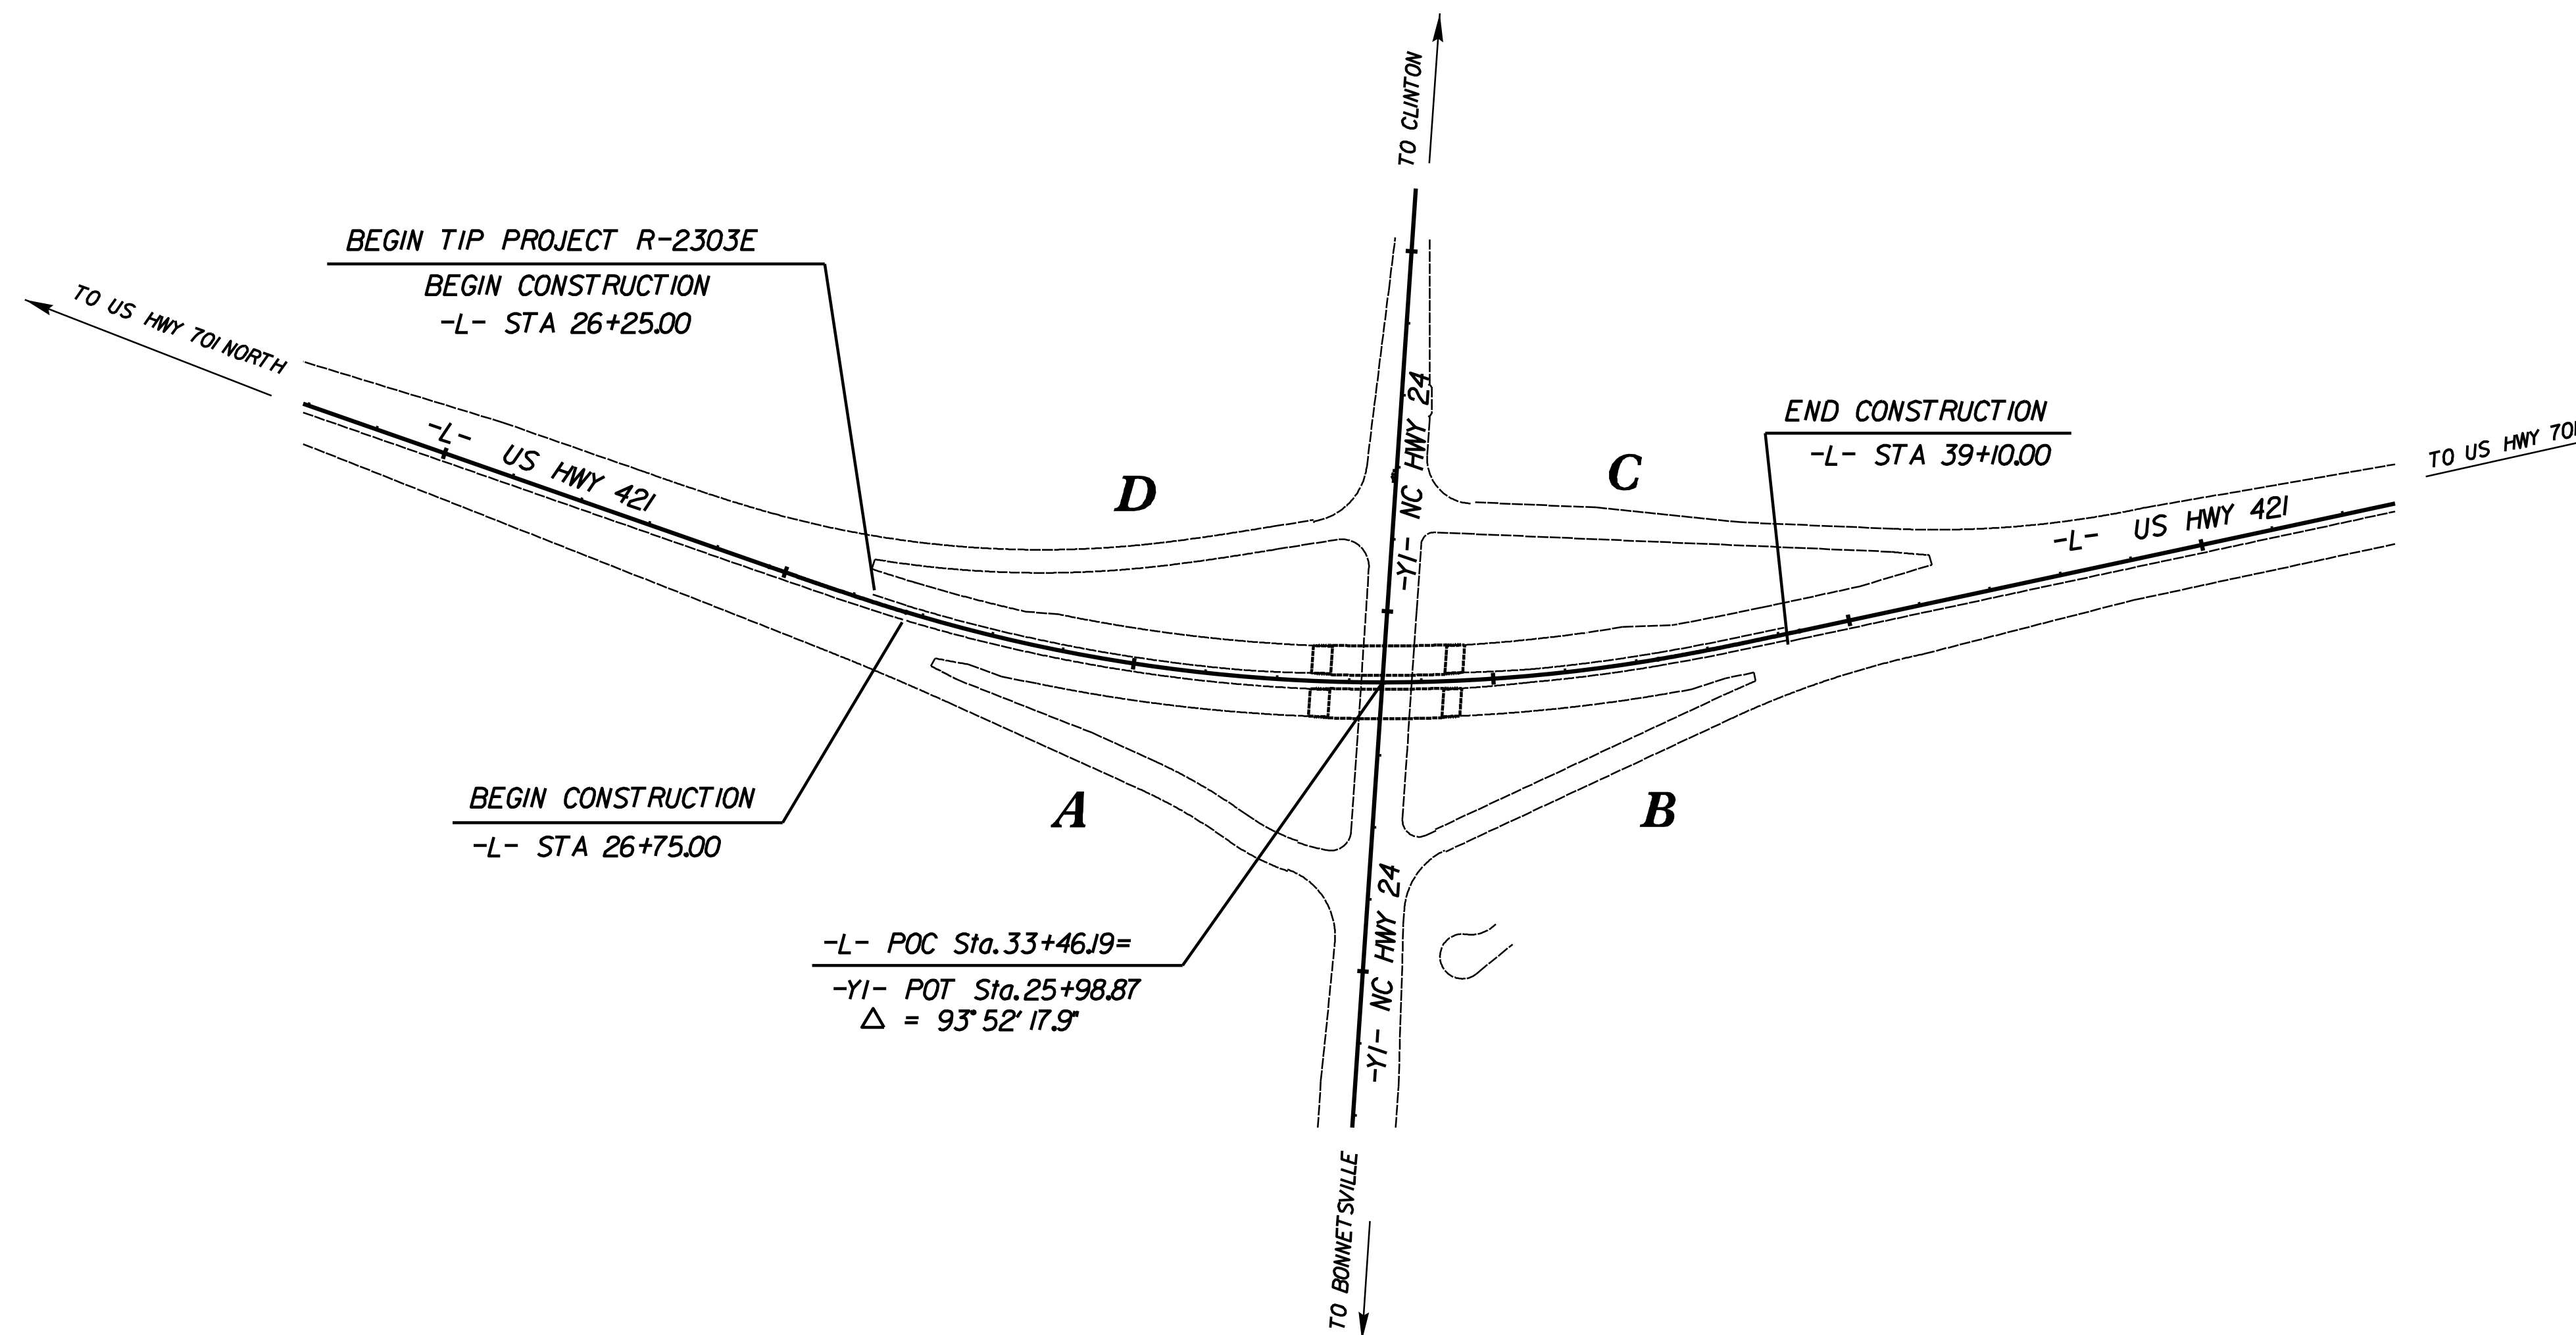 TO CLINTON
BEGIN TIP PROJECT R-2303E
BEGIN CONSTRUCTION
-L- STA 26+25.00
TO US HWY 701 NORTH
-L- US HWY 421
D
-Y1- NC HWY 24
C
END CONSTRUCTION
-L- STA 39+10.00
TO US HWY
-L- US HWY 421
BEGIN CONSTRUCTION
-L- STA 26+75.00
A
B
-L- POC Sta. 33+46.19=
-Y1- POT Sta. 25+98.87
△ = 93° 52' 17.9"
-Y1- NC HWY 24
TO BONNETSVILLE